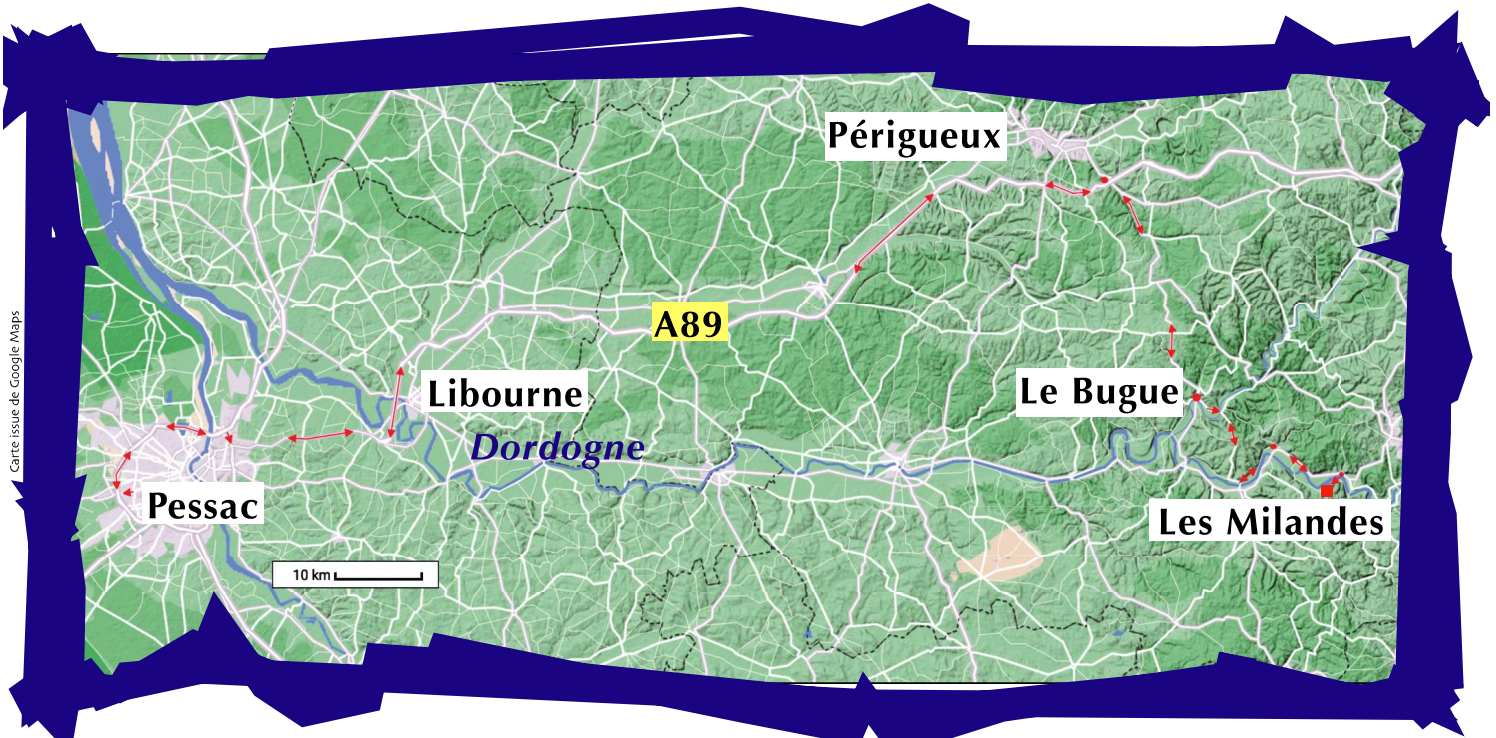 Périgueux
A89
Libourne
Le Bugue
Dordogne
Pessac
Les Milandes
10 km
Carte issue de Google Maps